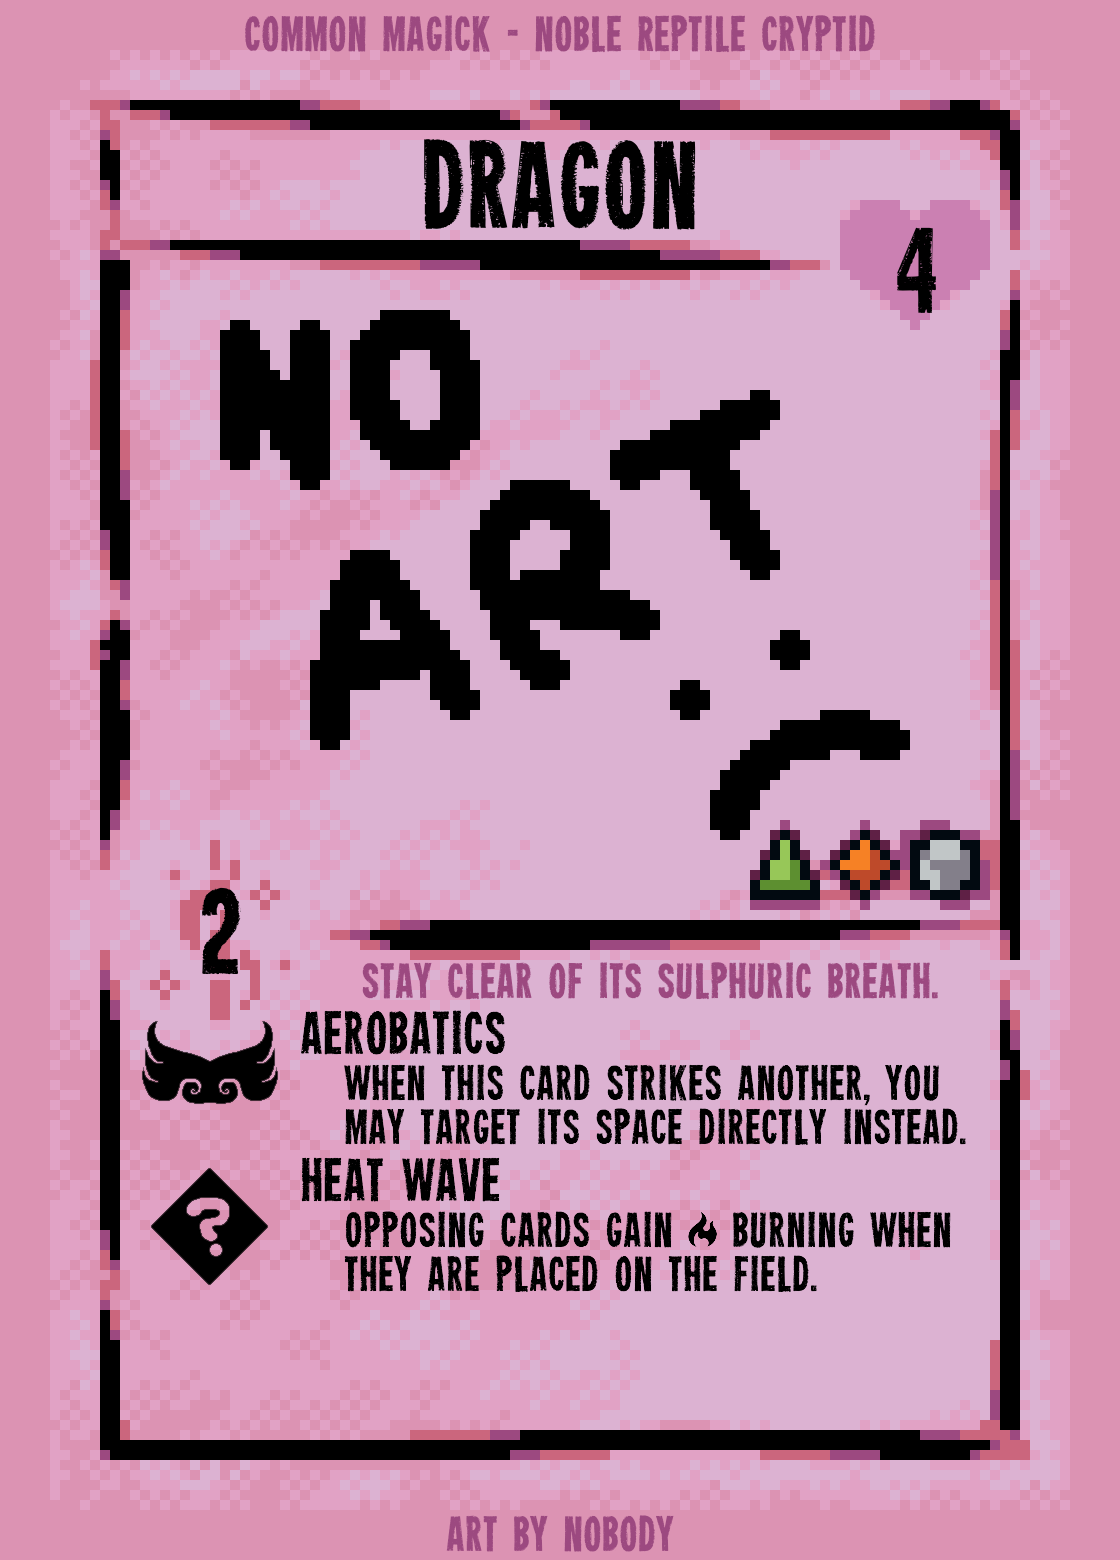 COMMON MAGICK - NOBLE REPTILE CRYPTID
DRAGON
4
NO
ART
2
STAY CLEAR OF ITS SULPHURIC BREATH.
AEROBATICS
WHEN THIS CARD STRIKES ANOTHER, YOU
MAY TARGET ITS SPACE DIRECTLY INSTEAD.
?
HEAT WAVE
OPPOSING CARDS GAIN BURNING WHEN
THEY ARE PLACED ON THE FIELD.
ART BY NOBODY